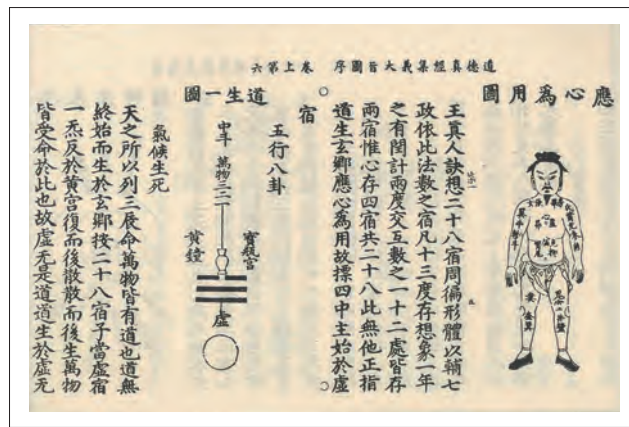 道德真經集義大旨圖序　卷上第六
應心為用圖
王真人訣想二十八宿周徧形體以輔七
政依此法數之宿凡十三度存想象一年
之有閏計兩度交互數之一十二處皆存
兩宿惟心存四宿共二十八此無他正指
道生玄鄉應心為用故摽四中主始於虛
宿
道生一圖
五行八卦
中斗
萬物三二一
寶瓶宮
黃鐘
虛
氣候生死
天之所以列三辰命萬物皆有道也道無
終始而生於玄鄉按二十八宿子當虛宿
一炁反於黃宮復而後散散而後生萬物
皆受命於此也故虛无是道道生於虛无